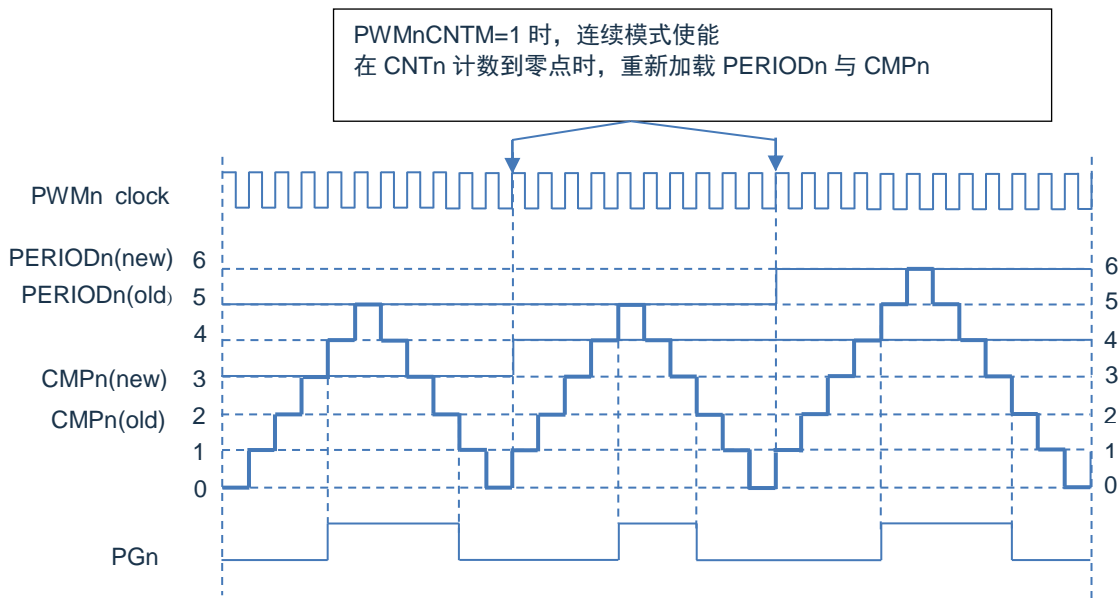 PWMnCNTM=1 时，连续模式使能
在 CNTn 计数到零点时，重新加载 PERIODn 与 CMPn
PWMn clock
PERIODn(new) 6 6
PERIODn(old) 5 5
4 4
CMPn(new) 3 3
CMPn(old) 2 2
1 1
0 0
PGn